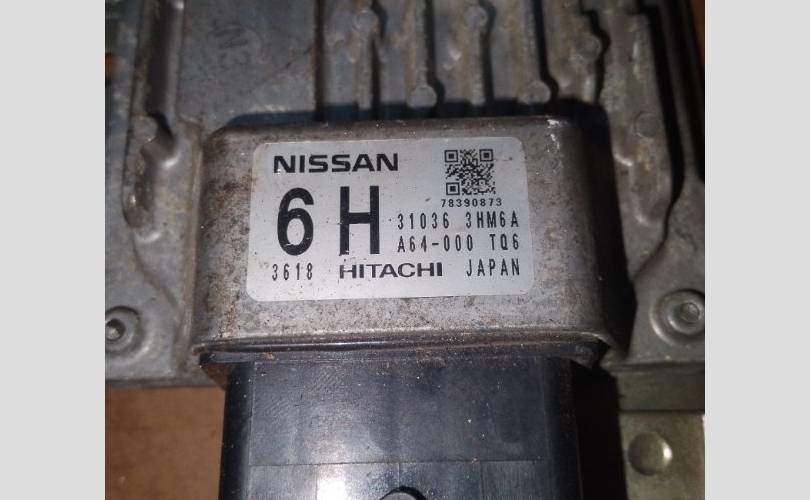 NISSAN
78390873
6H
31036 3HM6A
A64-000 TQ6
3618 HITACHI JAPAN